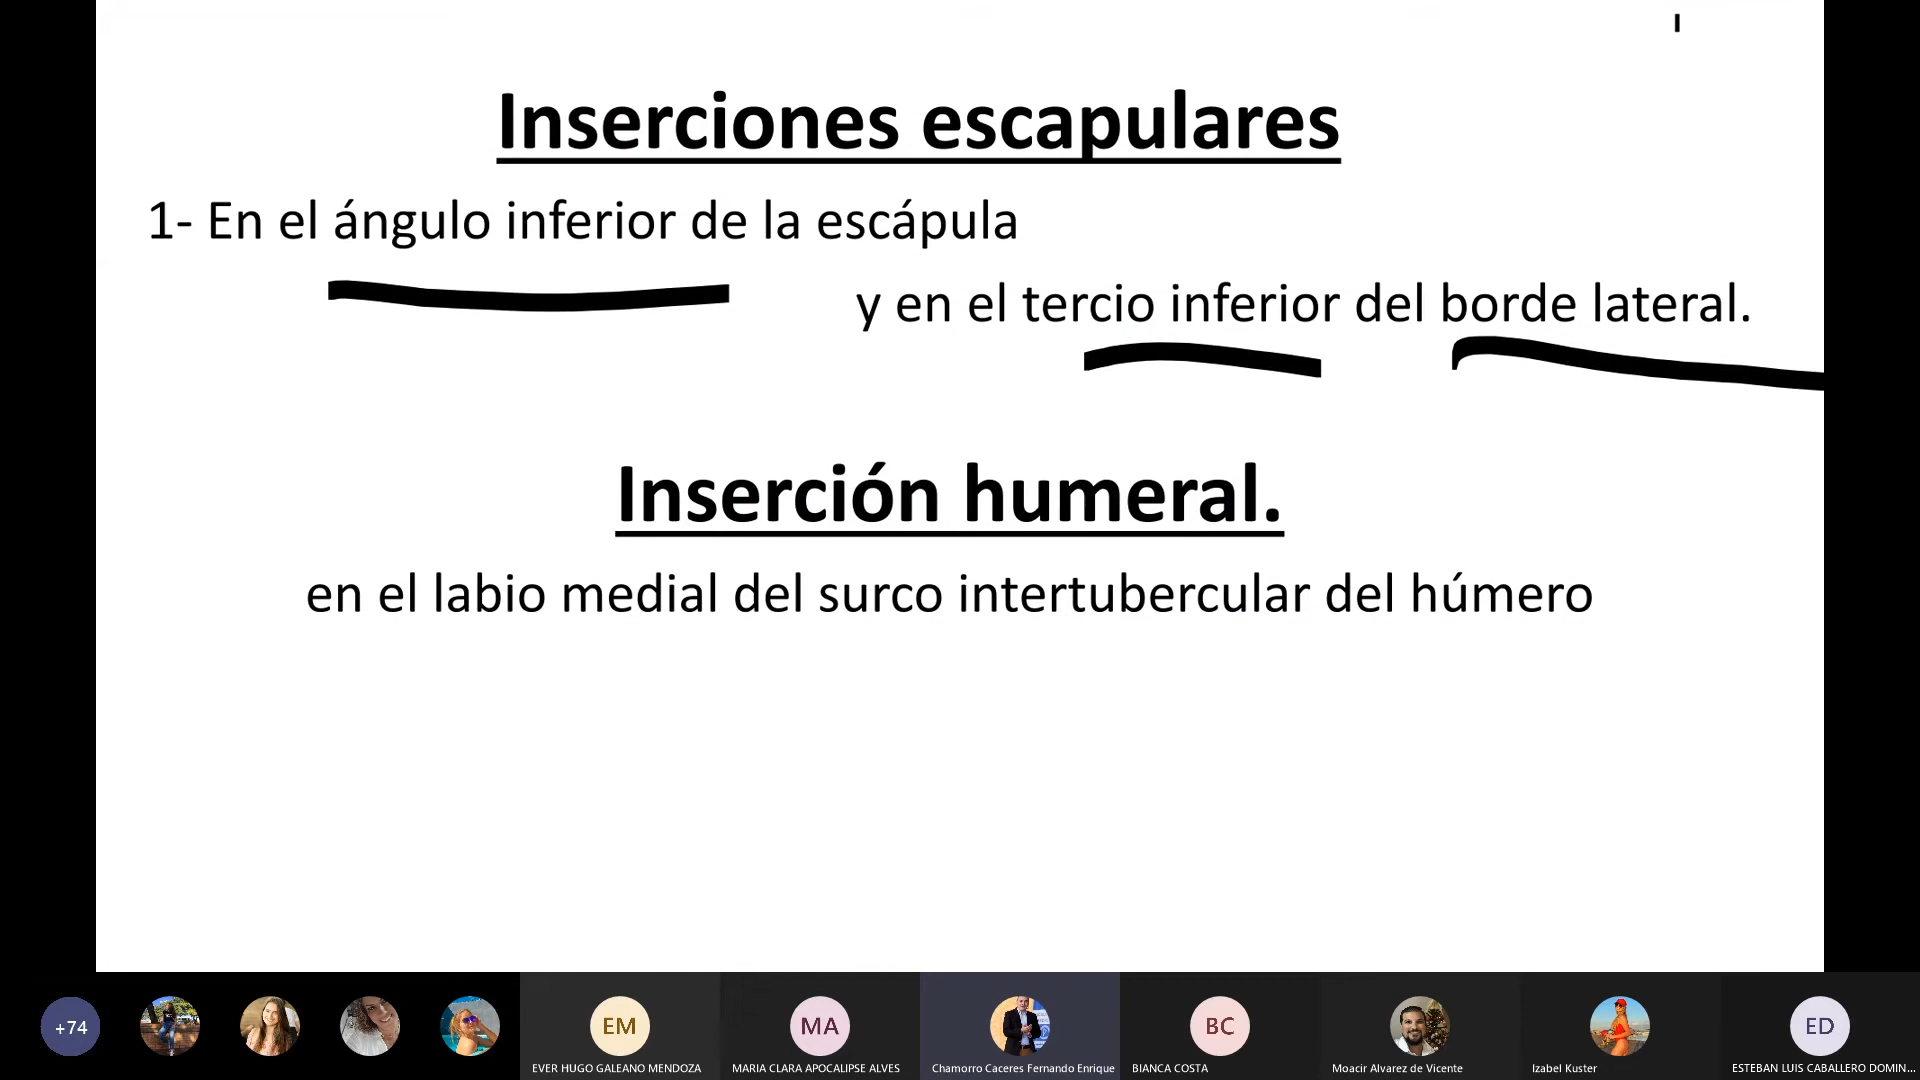 Inserciones escapulares
1- En el ángulo inferior de la escápula
y en el tercio inferior del borde lateral.
Inserción humeral.
en el labio medial del surco intertubercular del húmero
+74
EM
MA
BC
ED
EVER HUGO GALEANO MENDOZA
MARIA CLARA APOCALIPSE ALVES
Chamorro Caceres Fernando Enrique
BIANCA COSTA
Moacir Alvarez de Vicente
Izabel Kuster
ESTEBAN LUIS CABALLERO DOMIN...